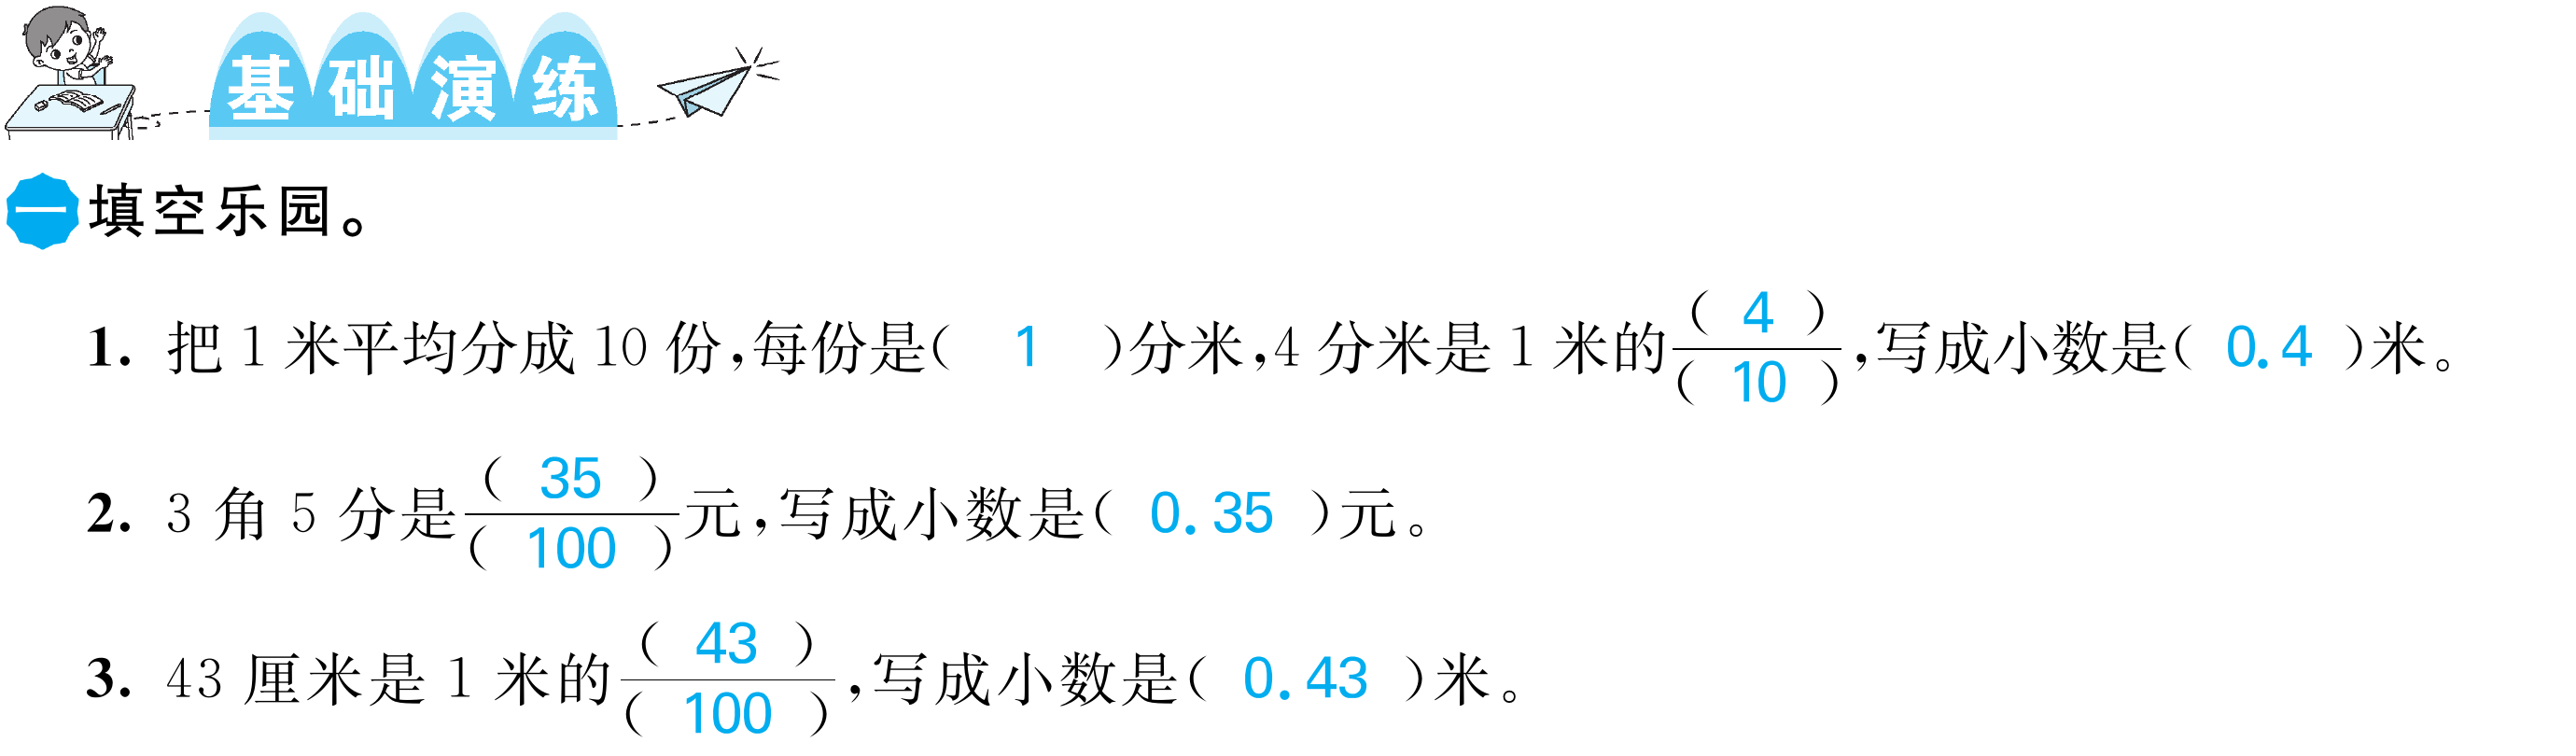 基础演练
一 填空乐园。
1. 把 1 米平均分成 10 份,每份是( 1 )分米,4 分米是 1 米的( 4 )/( 10 ),写成小数是( 0.4 )米。
2. 3 角 5 分是( 35 )/( 100 )元,写成小数是( 0.35 )元。
3. 43 厘米是 1 米的( 43 )/( 100 ),写成小数是( 0.43 )米。